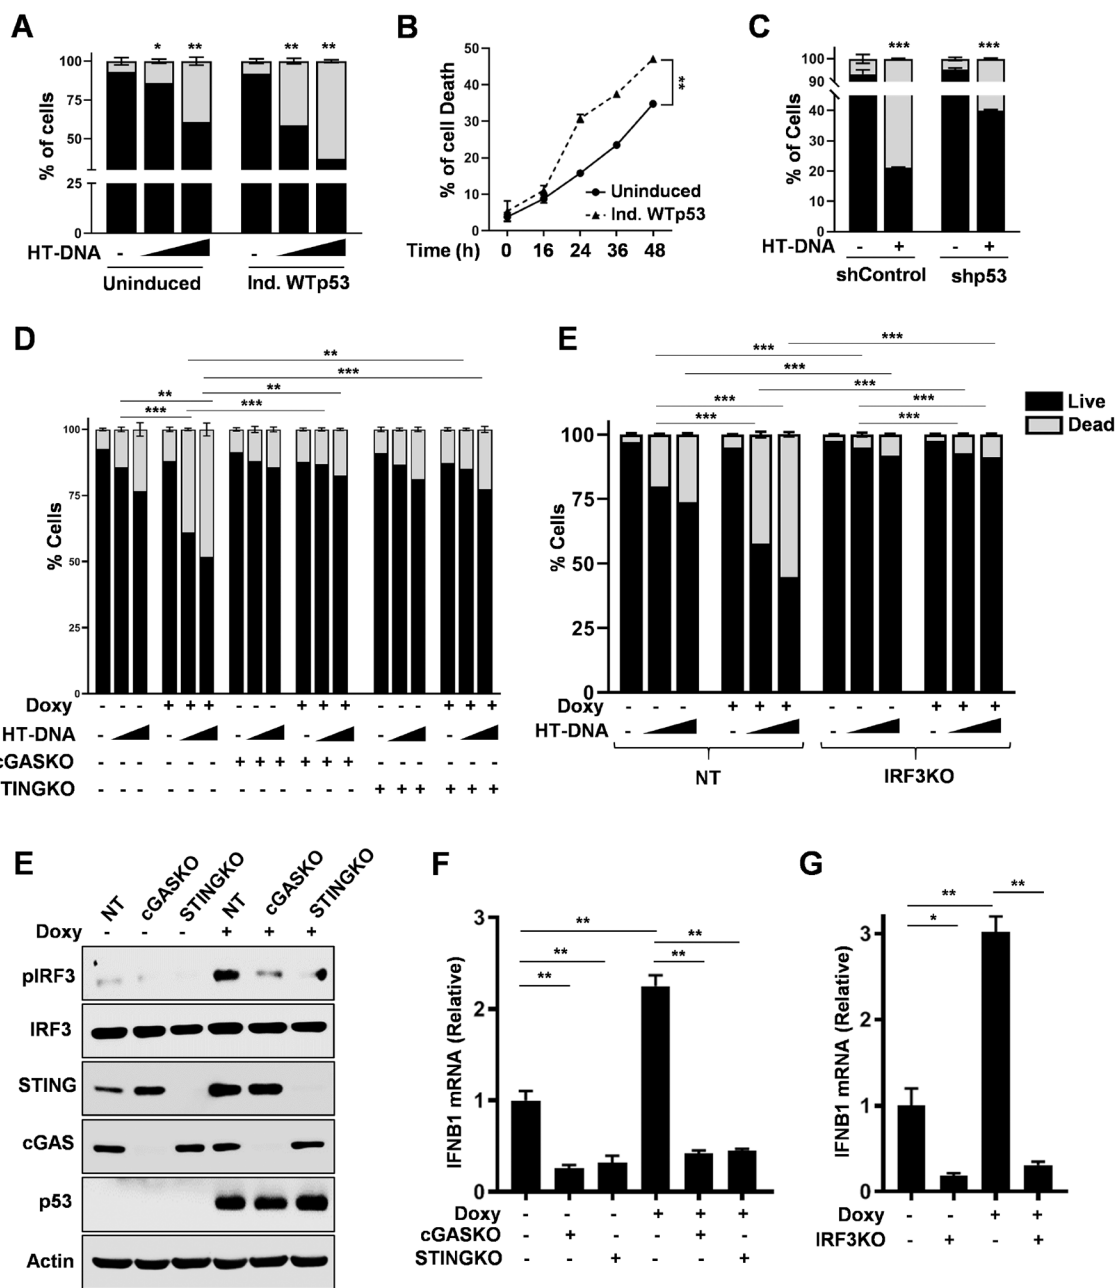 A
% of cells
100
75
50
25
0
* **
** **
HT-DNA - -
Uninduced Ind. WTp53
B
% of cell Death
50
40
30
20
10
0
**
Uninduced
Ind. WTp53
Time (h) 0 16 24 36 48
C
% of Cells
100
90
40
30
20
10
0
*** ***
HT-DNA - + - +
shControl shp53
D
**
***
** **
*** ***
% Cells
100
75
50
25
0
Doxy - - - + + + - - - + + + - - - + + +
HT-DNA - - - - - -
cGASKO - - - - - - + + + + + + - - - - - -
TINGKO - - - - - - - - - - - - + + + + + +
E
***
***
***
***
*** ***
*** ***
% Cells
100
75
50
25
0
Doxy - - - + + + - - - + + +
HT-DNA - - - -
NT IRF3KO
Live
Dead
E
NT cGASKO STINGKO NT cGASKO STINGKO
Doxy - - - + + +
pIRF3
IRF3
STING
cGAS
p53
Actin
F
IFNB1 mRNA (Relative)
3
2
1
0
**
** **
** **
Doxy - - - + + +
cGASKO - + - - + -
STINGKO - - + - - +
G
IFNB1 mRNA (Relative)
3
2
1
0
** **
*
Doxy - - + +
IRF3KO - + - +